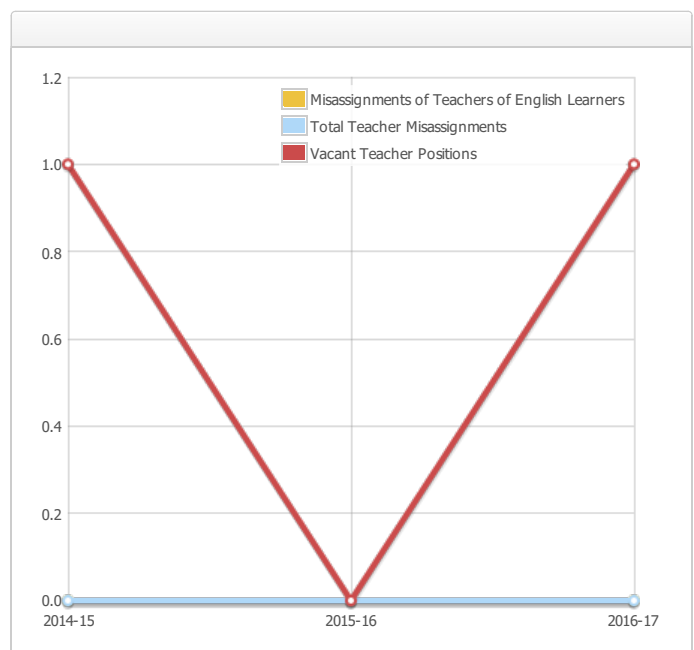 1.2
Misassignments of Teachers of English Learners
Total Teacher Misassignments
Vacant Teacher Positions
1.0
0.8
0.6
0.4
0.2
0.0
2014-15 2015-16 2016-17